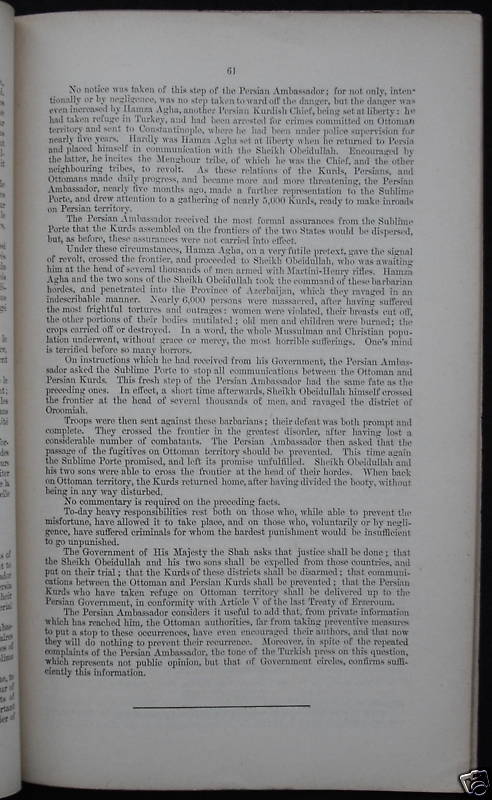 61
No notice was taken of this step of the Persian Ambassador; for not only, inten-
tionally or by negligence, was no step taken to ward off the danger, but the danger was
even increased by Hamza Agha, another Persian Kurdish Chief, being set at liberty: he
had taken refuge in Turkey, and had been arrested for crimes committed on Ottoman
territory and sent to Constantinople, where he had been under police supervision for
nearly five years. Hardly was Hamza Agha set at liberty when he returned to Persia
and placed himself in communication with the Sheikh Obeidullah. Encouraged by
the latter, he incites the Menghour tribe, of which he was the Chief, and the other
neighbouring tribes, to revolt. As these relations of the Kurds, Persians, and
Ottomans made daily progress, and became more and more threatening, the Persian
Ambassador, nearly five months ago, made a further representation to the Sublime
Porte, and drew attention to a gathering of nearly 5,000 Kurds, ready to make inroads
on Persian territory.
The Persian Ambassador received the most formal assurances from the Sublime
Porte that the Kurds assembled on the frontiers of the two States would be dispersed,
but, as before, these assurances were not carried into effect.
Under these circumstances, Hamza Agha, on a very futile pretext, gave the signal
of revolt, crossed the frontier, and proceeded to Sheikh Obeidullah, who was awaiting
him at the head of several thousands of men armed with Martini-Henry rifles. Hamza
Agha and the two sons of the Sheikh Obeidullah took the command of these barbarian
hordes, and penetrated into the Province of Azerbaijan, which they ravaged in an
indescribable manner. Nearly 6,000 persons were massacred, after having suffered
the most frightful tortures and outrages: women were violated, their breasts cut off,
the other portions of their bodies mutilated; old men and children were burned; the
crops carried off or destroyed. In a word, the whole Mussulman and Christian popu-
lation underwent, without grace or mercy, the most horrible sufferings. One's mind
is terrified before so many horrors.
On instructions which he had received from his Government, the Persian Ambas-
sador asked the Sublime Porte to stop all communications between the Ottoman and
Persian Kurds. This fresh step of the Persian Ambassador had the same fate as the
preceding ones. In effect, a short time afterwards, Sheikh Obeidullah himself crossed
the frontier at the head of several thousands of men, and ravaged the district of
Oroomiah.
Troops were then sent against these barbarians; their defeat was both prompt and
complete. They crossed the frontier in the greatest disorder, after having lost a
considerable number of combatants. The Persian Ambassador then asked that the
passage of the fugitives on Ottoman territory should be prevented. This time again
the Sublime Porte promised, and left its promise unfulfilled. Sheikh Obeidullah and
his two sons were able to cross the frontier at the head of their hordes. When back
on Ottoman territory, the Kurds returned home, after having divided the booty, without
being in any way disturbed.
No commentary is required on the preceding facts.
To-day heavy responsibilities rest both on those who, while able to prevent the
misfortune, have allowed it to take place, and on those who, voluntarily or by negli-
gence, have suffered criminals for whom the hardest punishment would be insufficient
to go unpunished.
The Government of His Majesty the Shah asks that justice shall be done; that
the Sheikh Obeidullah and his two sons shall be expelled from those countries, and
put on their trial; that the Kurds of these districts shall be disarmed; that communi-
cations between the Ottoman and Persian Kurds shall be prevented; that the Persian
Kurds who have taken refuge on Ottoman territory shall be delivered up to the
Persian Government, in conformity with Article V of the last Treaty of Erzeroum.
The Persian Ambassador considers it useful to add that, from private information
which has reached him, the Ottoman authorities, far from taking preventive measures
to put a stop to these occurrences, have even encouraged their authors, and that now
they will do nothing to prevent their recurrence. Moreover, in spite of the repeated
complaints of the Persian Ambassador, the tone of the Turkish press on this question,
which represents not public opinion, but that of Government circles, confirms suffi-
ciently this information.